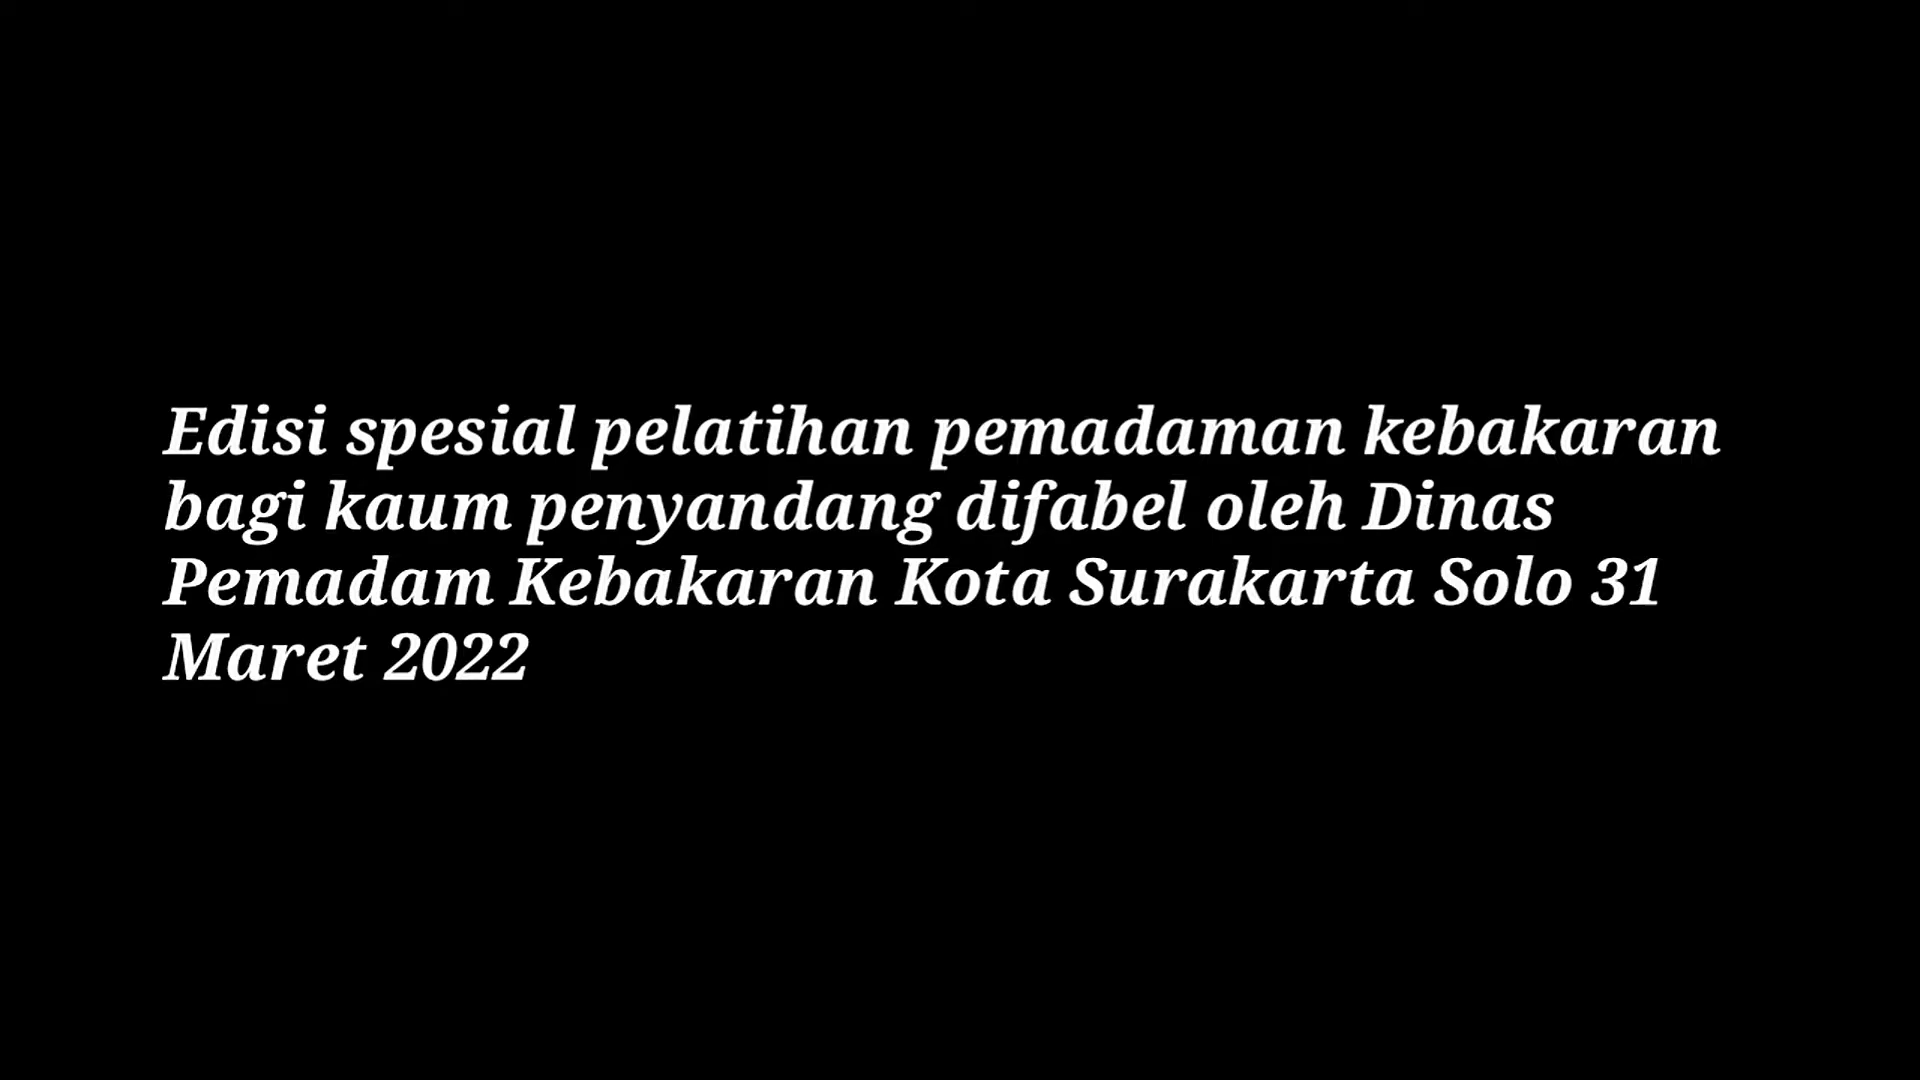 Edisi spesial pelatihan pemadaman kebakaran
bagi kaum penyandang difabel oleh Dinas
Pemadam Kebakaran Kota Surakarta Solo 31
Maret 2022